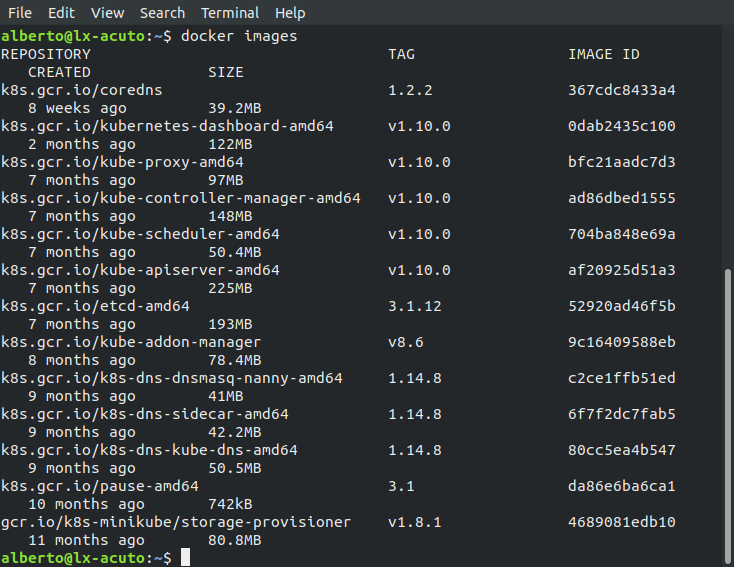 File Edit View Search Terminal Help
alberto@lx-acuto:~$ docker images
REPOSITORY TAG IMAGE ID
CREATED SIZE
k8s.gcr.io/coredns 1.2.2 367cdc8433a4
8 weeks ago 39.2MB
k8s.gcr.io/kubernetes-dashboard-amd64 v1.10.0 0dab2435c100
2 months ago 122MB
k8s.gcr.io/kube-proxy-amd64 v1.10.0 bfc21aadc7d3
7 months ago 97MB
k8s.gcr.io/kube-controller-manager-amd64 v1.10.0 ad86dbed1555
7 months ago 148MB
k8s.gcr.io/kube-scheduler-amd64 v1.10.0 704ba848e69a
7 months ago 50.4MB
k8s.gcr.io/kube-apiserver-amd64 v1.10.0 af20925d51a3
7 months ago 225MB
k8s.gcr.io/etcd-amd64 3.1.12 52920ad46f5b
7 months ago 193MB
k8s.gcr.io/kube-addon-manager v8.6 9c16409588eb
8 months ago 78.4MB
k8s.gcr.io/k8s-dns-dnsmasq-nanny-amd64 1.14.8 c2ce1ffb51ed
9 months ago 41MB
k8s.gcr.io/k8s-dns-sidecar-amd64 1.14.8 6f7f2dc7fab5
9 months ago 42.2MB
k8s.gcr.io/k8s-dns-kube-dns-amd64 1.14.8 80cc5ea4b547
9 months ago 50.5MB
k8s.gcr.io/pause-amd64 3.1 da86e6ba6ca1
10 months ago 742kB
gcr.io/k8s-minikube/storage-provisioner v1.8.1 4689081edb10
11 months ago 80.8MB
alberto@lx-acuto:~$